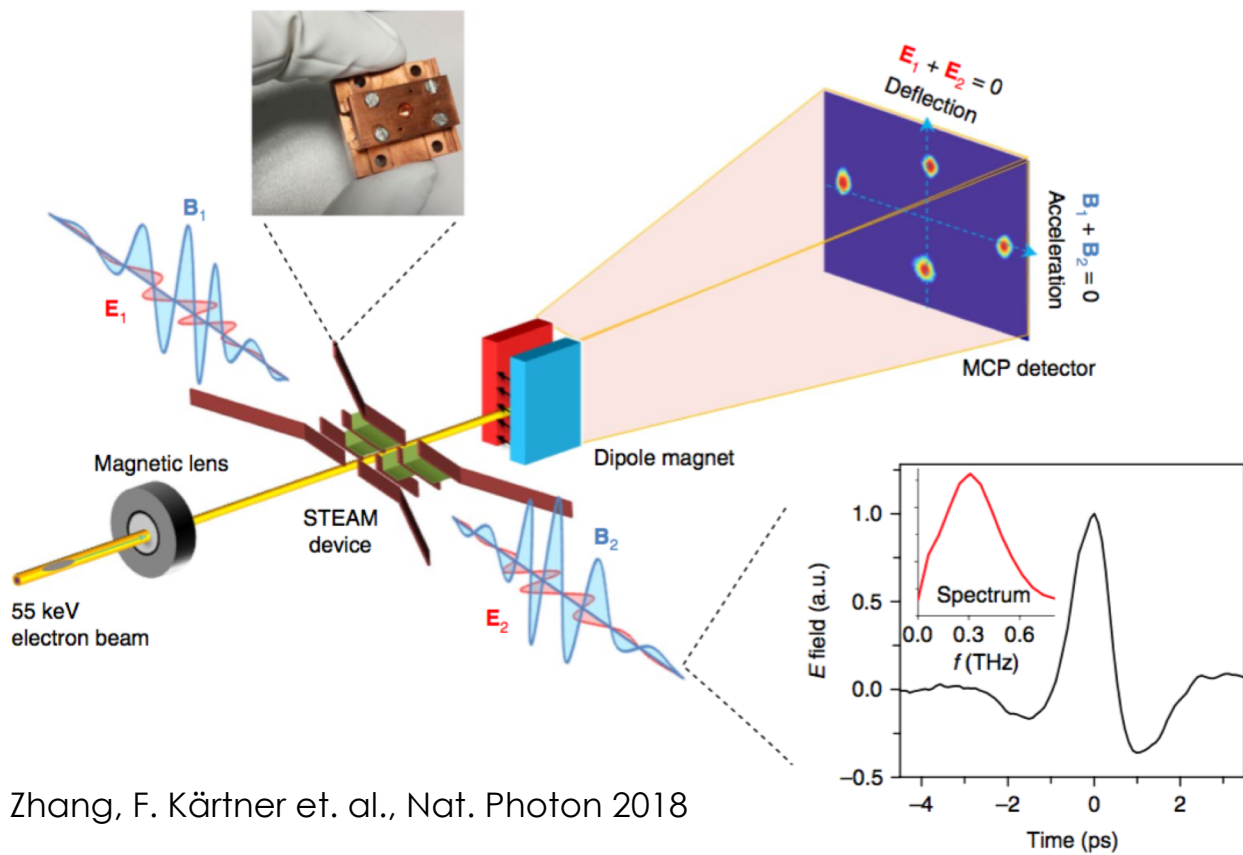 E₁ + E₂ = 0
Deflection
B₁ + B₂ = 0
Acceleration
B₁
E₁
MCP detector
Dipole magnet
Magnetic lens
STEAM
device
B₂
E₂
55 keV
electron beam
E field (a.u.)
1.0
0.0
−0.5
Spectrum
0.0 0.3 0.6
f (THz)
−4 −2 0 2
Time (ps)
Zhang, F. Kärtner et. al., Nat. Photon 2018